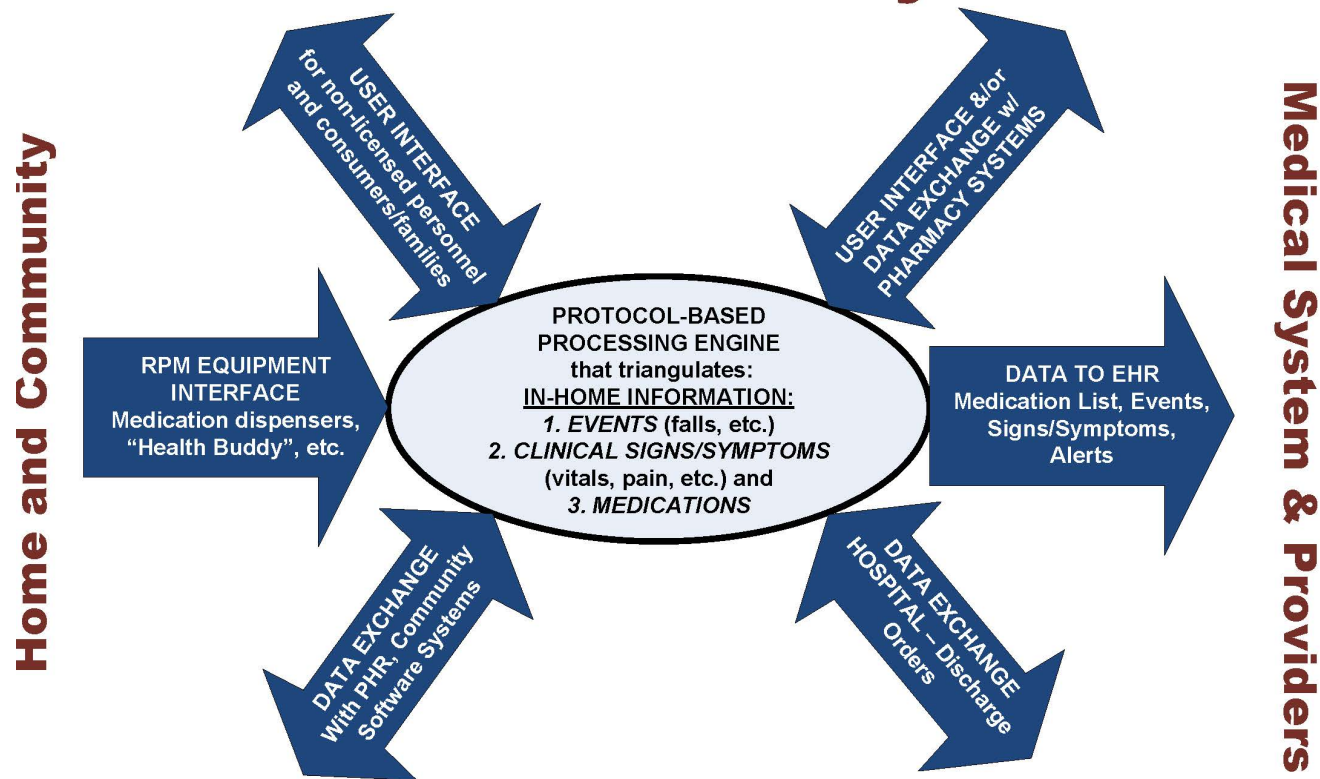 Home and Community
USER INTERFACE
for non-licensed personnel
and consumers/families
USER INTERFACE &/or
DATA EXCHANGE w/
PHARMACY SYSTEMS
RPM EQUIPMENT
INTERFACE
Medication dispensers,
“Health Buddy”, etc.
PROTOCOL-BASED
PROCESSING ENGINE
that triangulates:
IN-HOME INFORMATION:
1. EVENTS (falls, etc.)
2. CLINICAL SIGNS/SYMPTOMS
(vitals, pain, etc.) and
3. MEDICATIONS
DATA TO EHR
Medication List, Events,
Signs/Symptoms,
Alerts
DATA EXCHANGE
With PHR, Community
Software Systems
DATA EXCHANGE
HOSPITAL – Discharge
Orders
Medical System & Providers